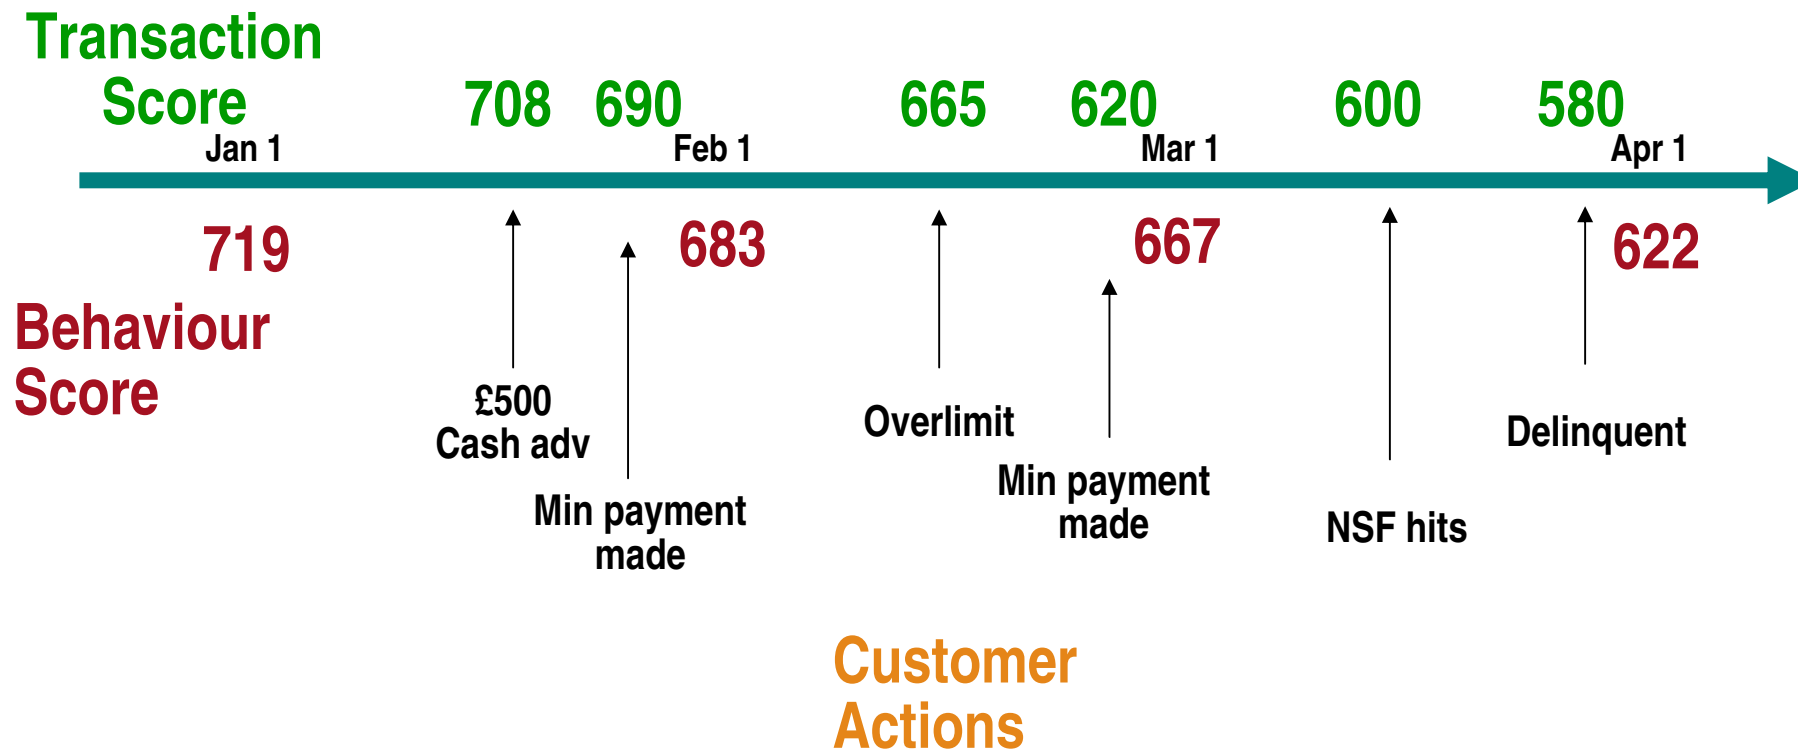 Transaction
Score
708 690 665 620 600 580
Jan 1 Feb 1 Mar 1 Apr 1
719 683 667 622
Behaviour
Score
£500
Cash adv
Min payment
made
Overlimit
Min payment
made
NSF hits
Delinquent
Customer
Actions